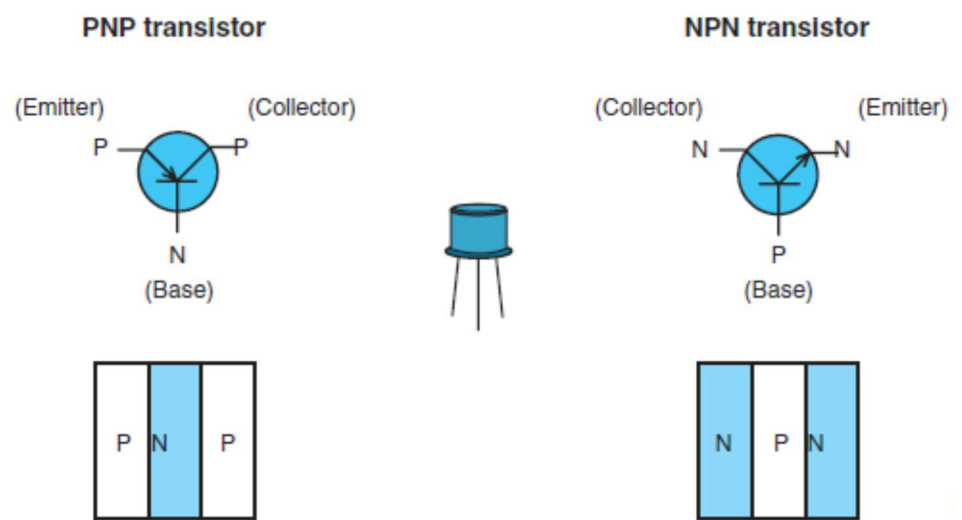 PNP transistor
NPN transistor
(Emitter)
(Collector)
(Collector)
(Emitter)
P
P
N
N
N
P
(Base)
(Base)
P N P
N P N